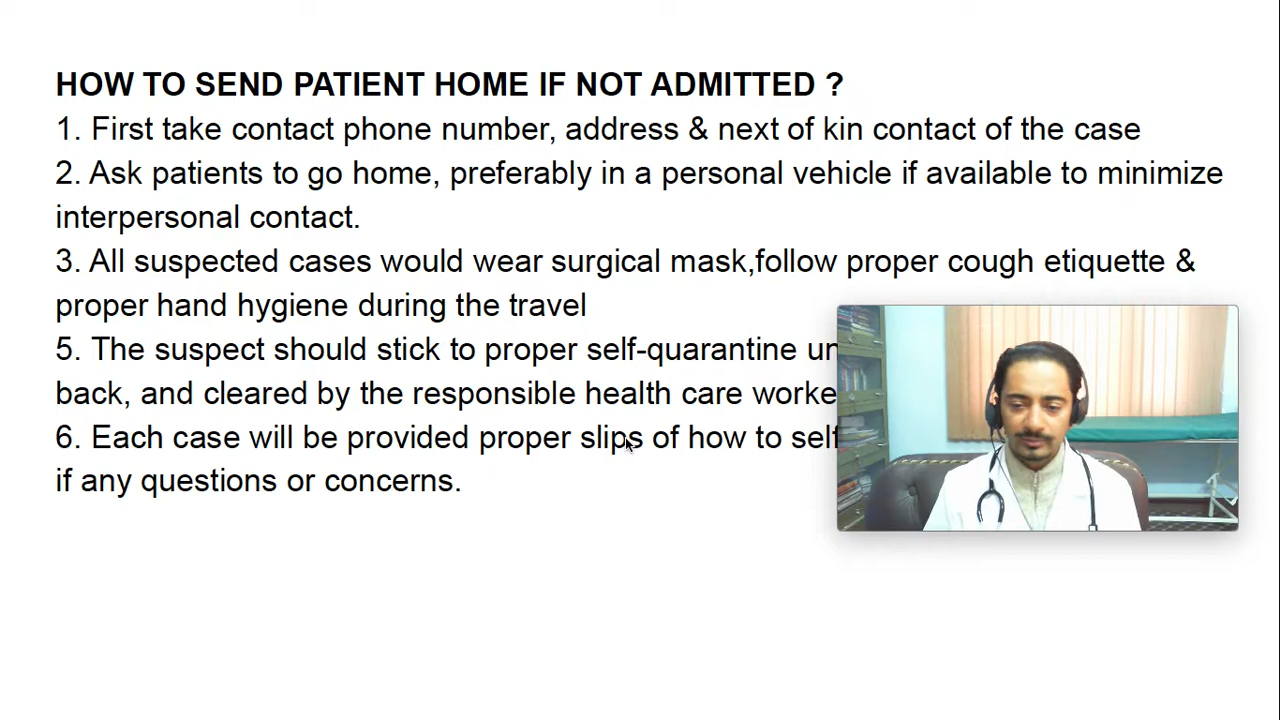 HOW TO SEND PATIENT HOME IF NOT ADMITTED ?
1. First take contact phone number, address & next of kin contact of the case
2. Ask patients to go home, preferably in a personal vehicle if available to minimize
interpersonal contact.
3. All suspected cases would wear surgical mask,follow proper cough etiquette &
proper hand hygiene during the travel
5. The suspect should stick to proper self-quarantine
back, and cleared by the responsible health care
6. Each case will be provided proper slips of how to
if any questions or concerns.